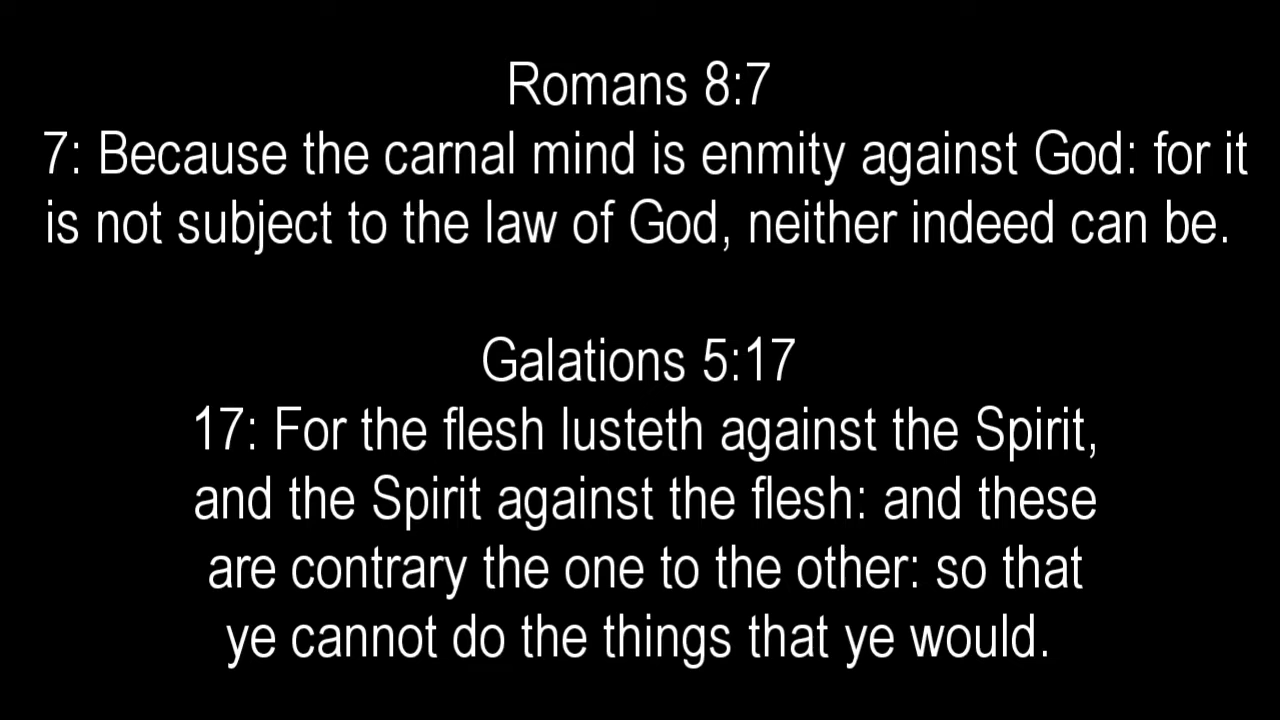 Romans 8:7
7: Because the carnal mind is enmity against God: for it
is not subject to the law of God, neither indeed can be.
Galations 5:17
17: For the flesh lusteth against the Spirit,
and the Spirit against the flesh: and these
are contrary the one to the other: so that
ye cannot do the things that ye would.